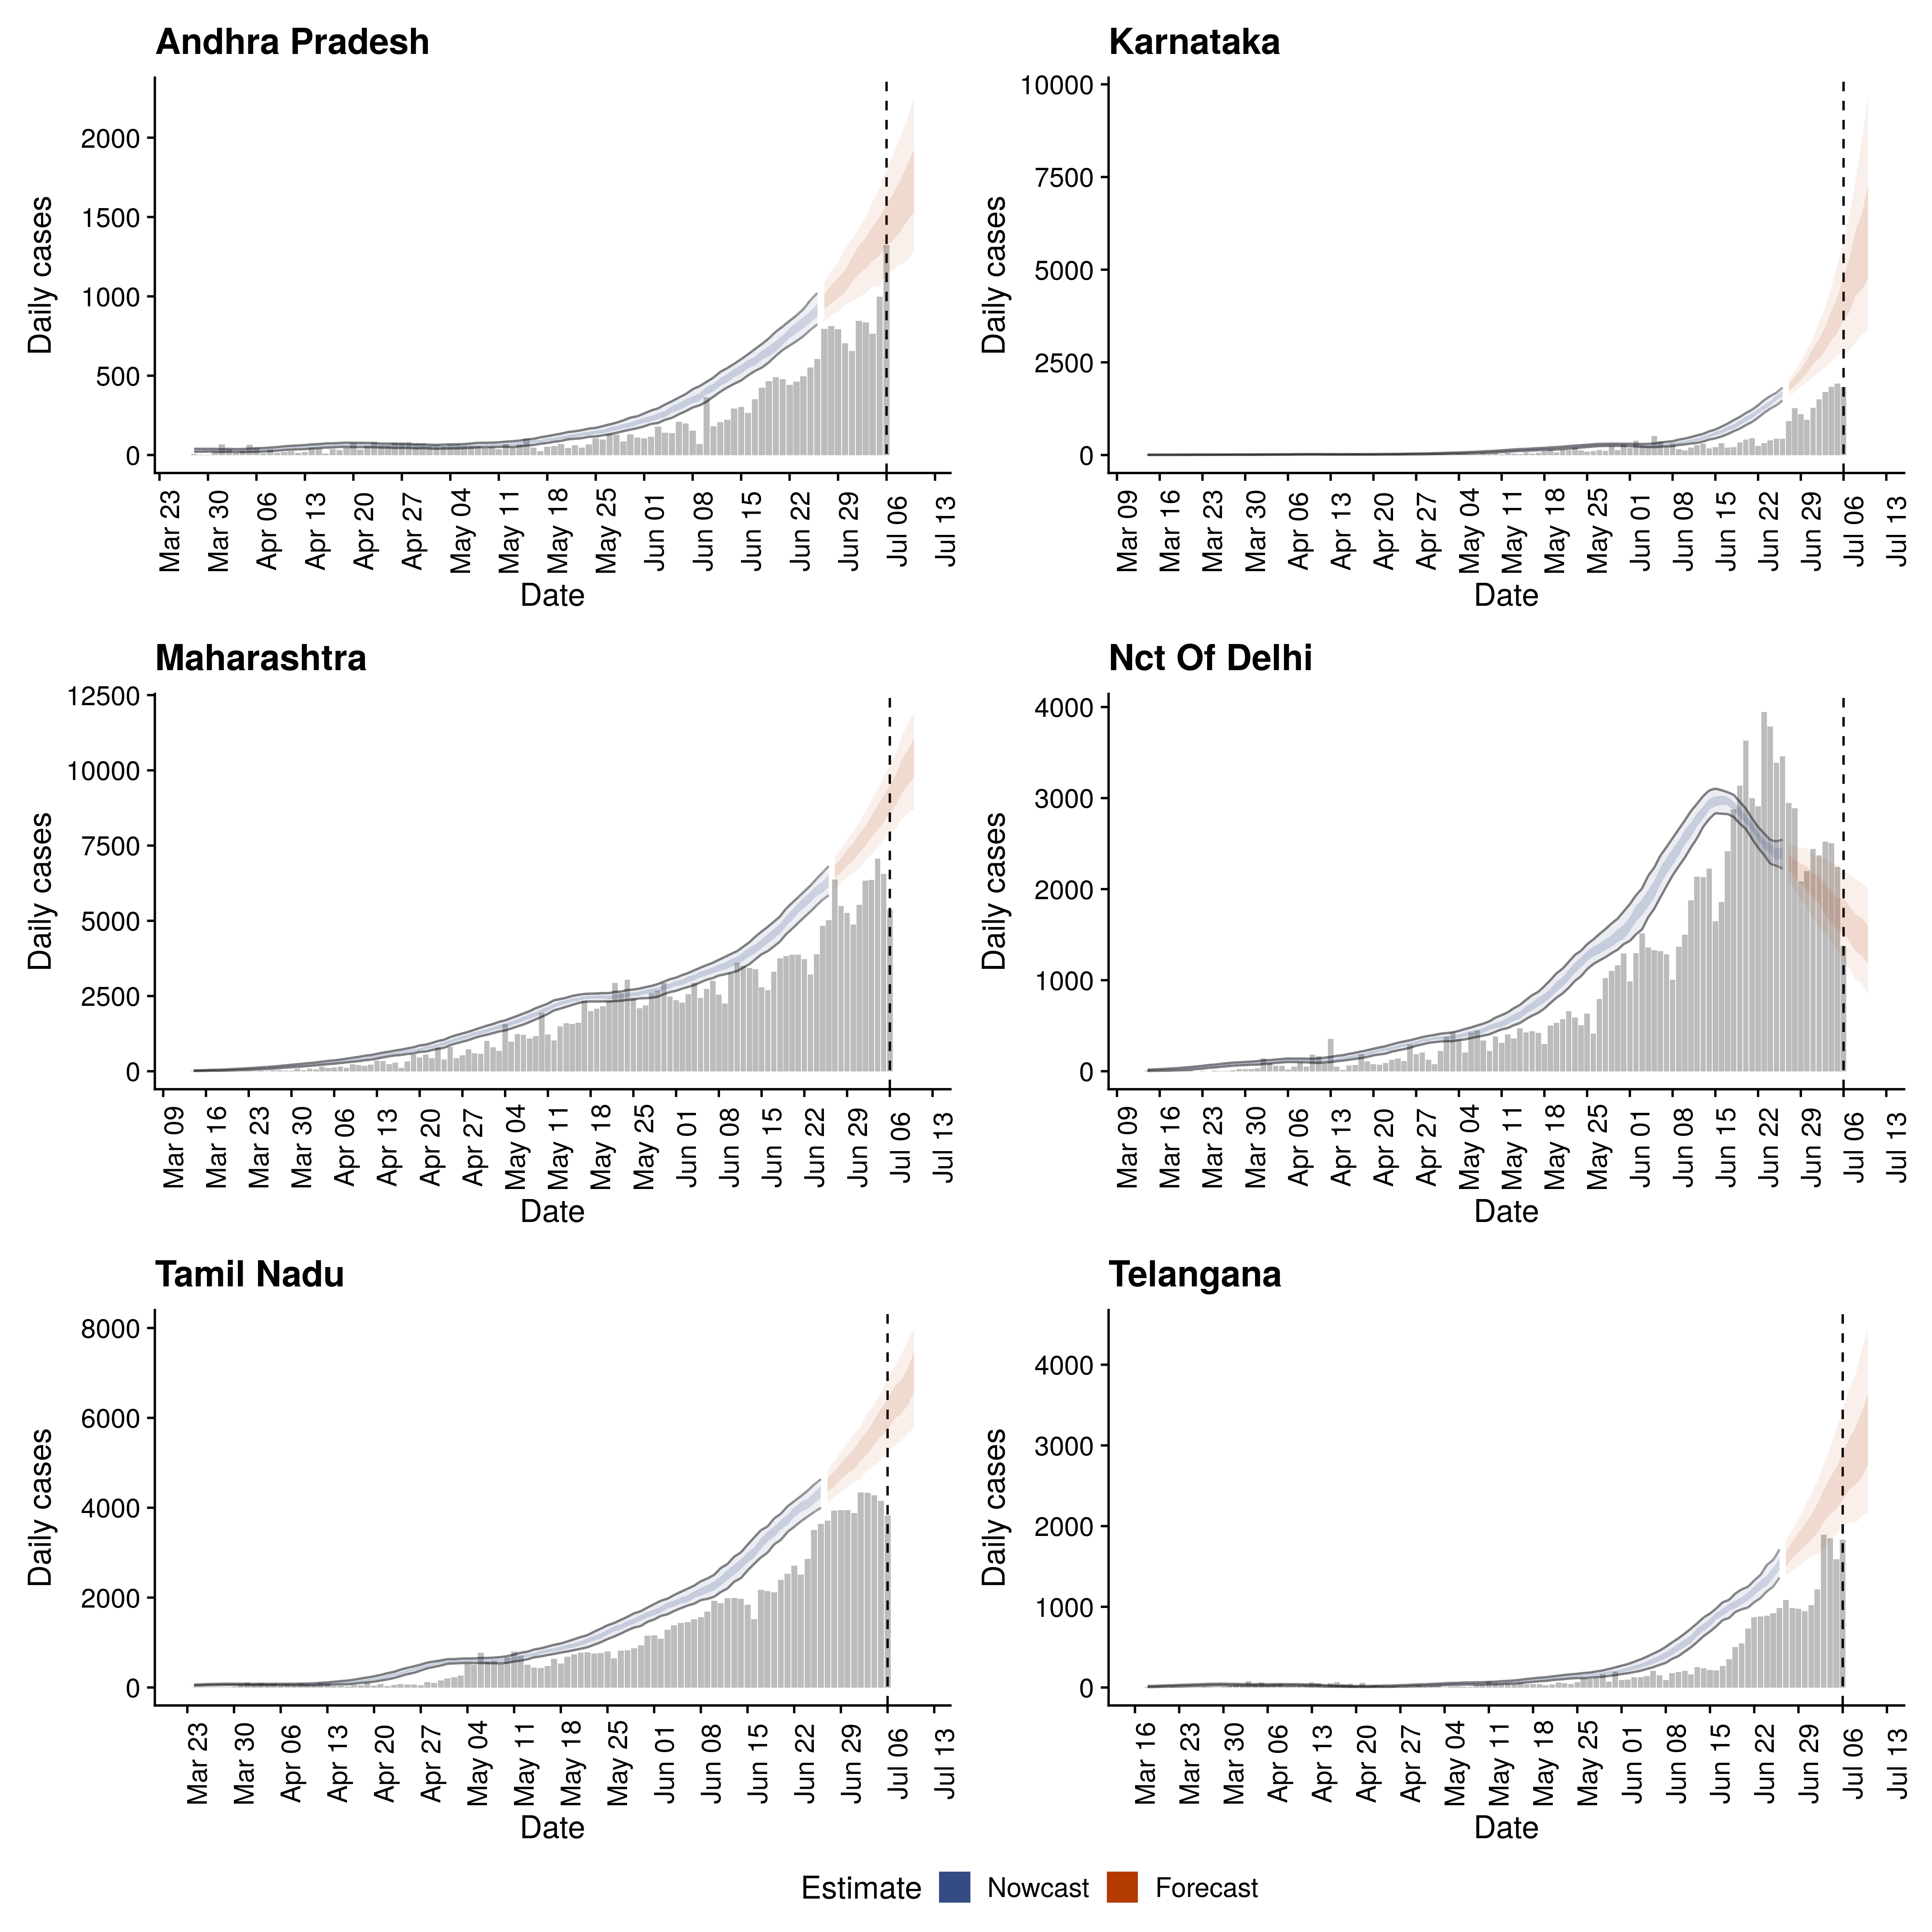 Andhra Pradesh
Daily cases
2000
1500
1000
500
0
Mar 23
Mar 30
Apr 06
Apr 13
Apr 20
Apr 27
May 04
May 11
May 18
May 25
Jun 01
Jun 08
Jun 15
Jun 22
Jun 29
Jul 06
Jul 13
Date
Karnataka
Daily cases
10000
7500
5000
2500
0
Mar 09
Mar 16
Mar 23
Mar 30
Apr 06
Apr 13
Apr 20
Apr 27
May 04
May 11
May 18
May 25
Jun 01
Jun 08
Jun 15
Jun 22
Jun 29
Jul 06
Jul 13
Date
Maharashtra
Daily cases
12500
10000
7500
5000
2500
0
Mar 09
Mar 16
Mar 23
Mar 30
Apr 06
Apr 13
Apr 20
Apr 27
May 04
May 11
May 18
May 25
Jun 01
Jun 08
Jun 15
Jun 22
Jun 29
Jul 06
Jul 13
Date
Nct Of Delhi
Daily cases
4000
3000
2000
1000
0
Mar 09
Mar 16
Mar 23
Mar 30
Apr 06
Apr 13
Apr 20
Apr 27
May 04
May 11
May 18
May 25
Jun 01
Jun 08
Jun 15
Jun 22
Jun 29
Jul 06
Jul 13
Date
Tamil Nadu
Daily cases
8000
6000
4000
2000
0
Mar 23
Mar 30
Apr 06
Apr 13
Apr 20
Apr 27
May 04
May 11
May 18
May 25
Jun 01
Jun 08
Jun 15
Jun 22
Jun 29
Jul 06
Jul 13
Date
Telangana
Daily cases
4000
3000
2000
1000
0
Mar 16
Mar 23
Mar 30
Apr 06
Apr 13
Apr 20
Apr 27
May 04
May 11
May 18
May 25
Jun 01
Jun 08
Jun 15
Jun 22
Jun 29
Jul 06
Jul 13
Date
Estimate Nowcast Forecast